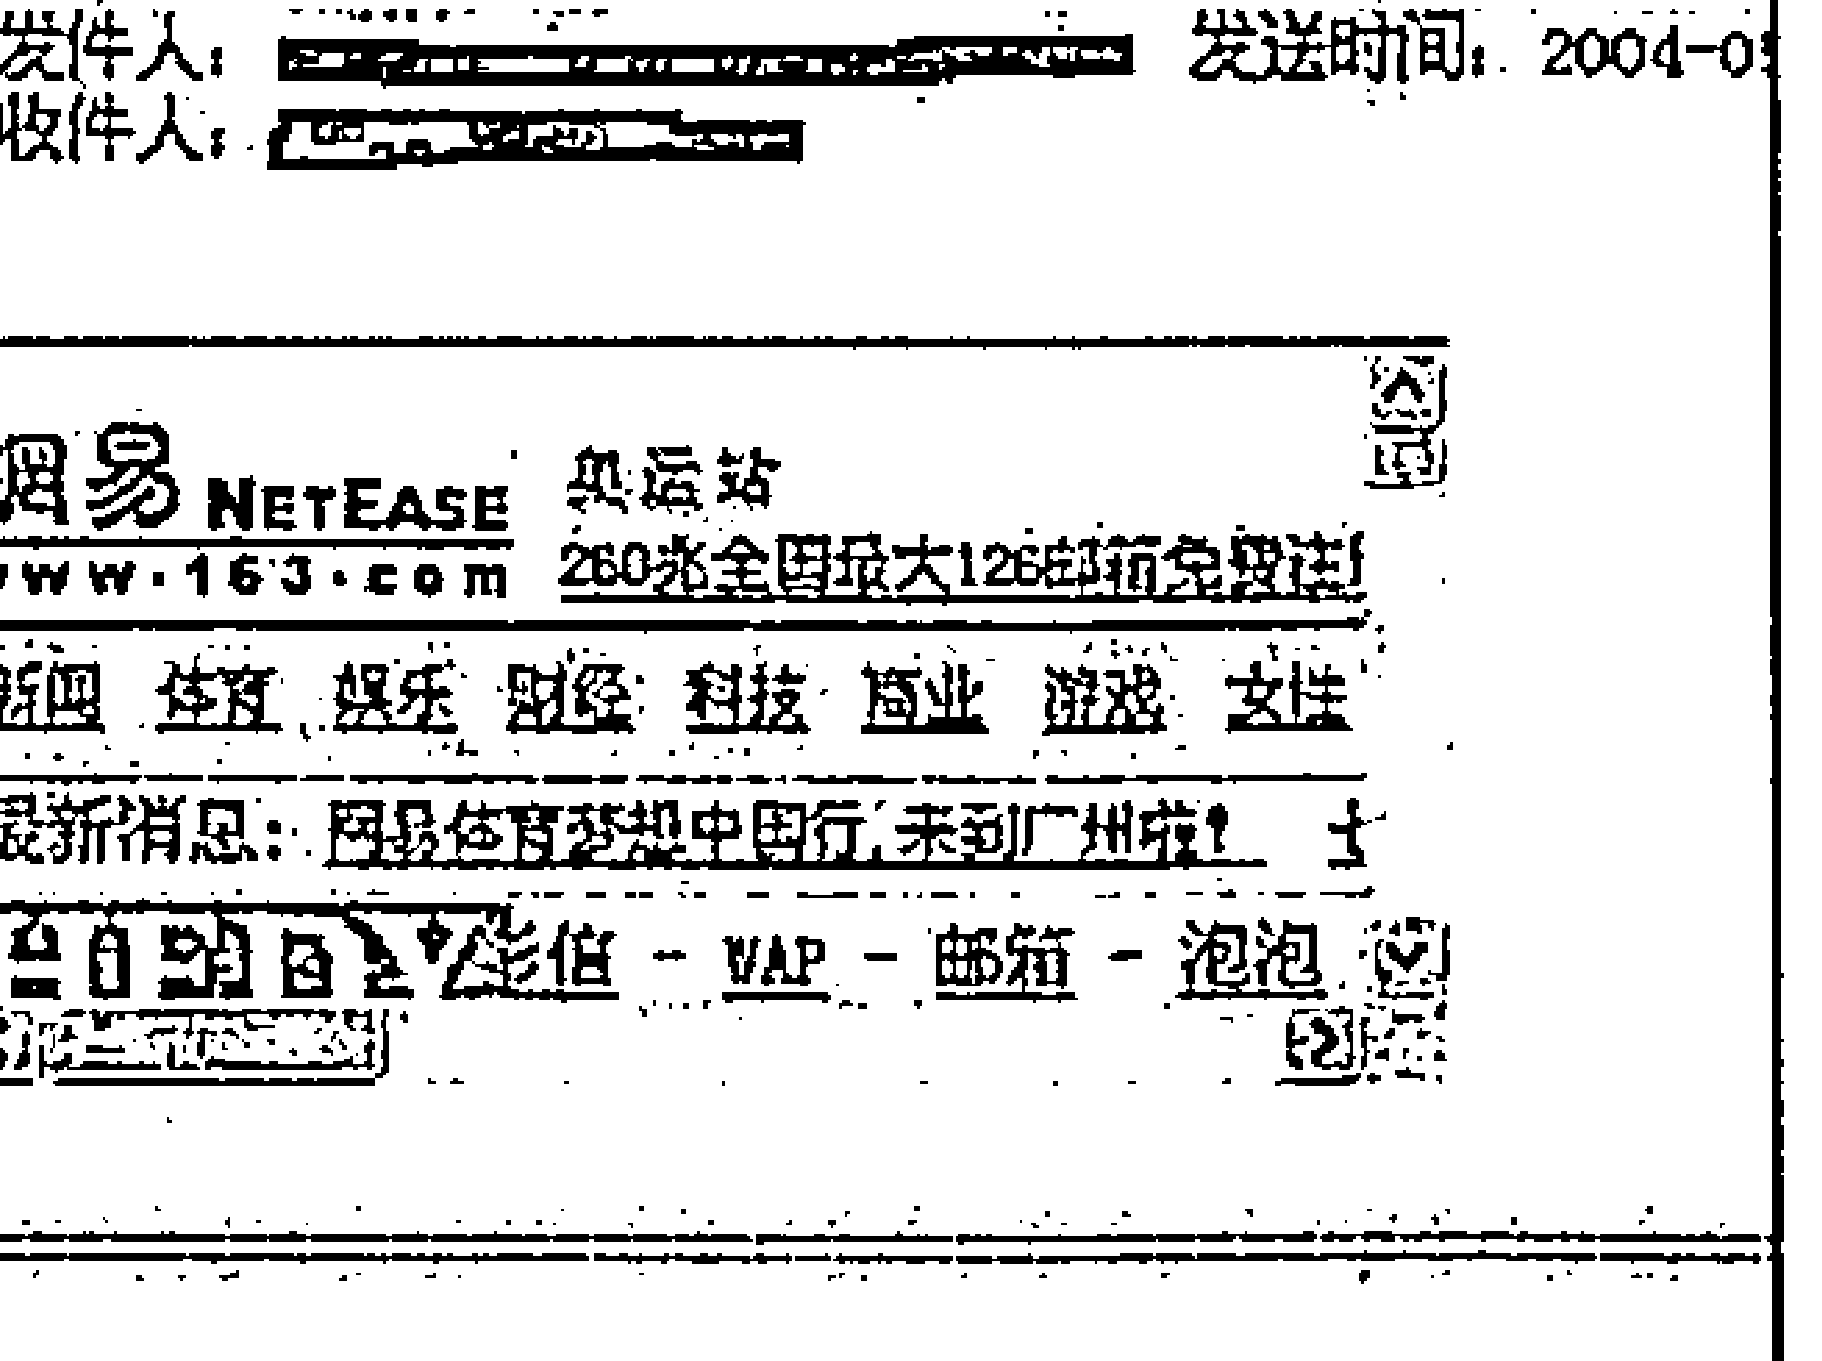 发件人： 发送时间： 2004-0
收件人：
网易 NETEASE 奥运站
www.163.com 260兆全国最大126邮箱免费
新闻 体育 娱乐 财经 科技 商业 游戏 女性
最新消息： 网易体育梦想中国行,来到广州啦！
彩信 - WAP - 邮箱 - 泡泡